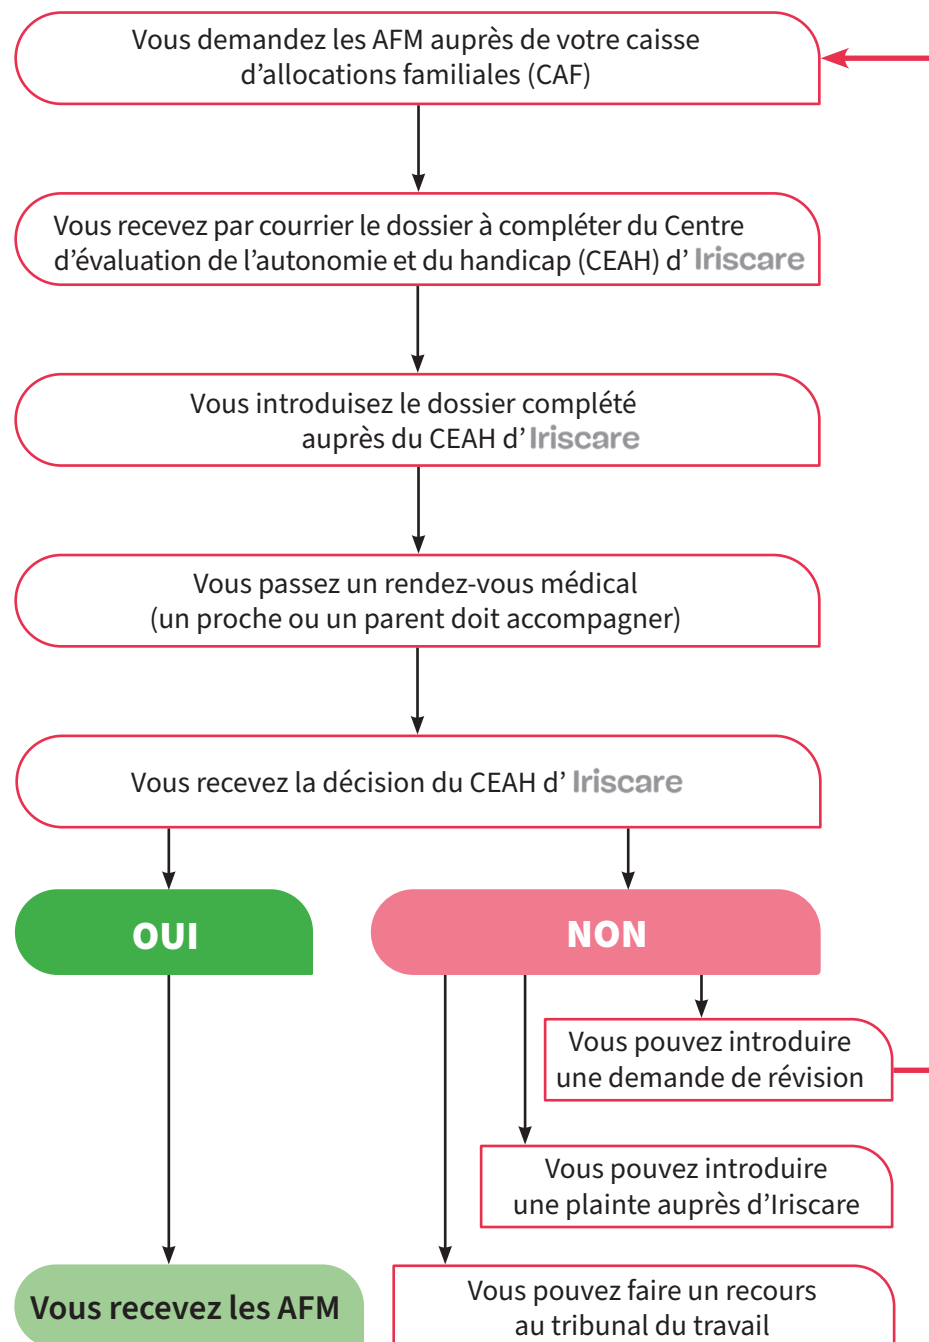 Vous demandez les AFM auprès de votre caisse
d'allocations familiales (CAF)
Vous recevez par courrier le dossier à compléter du Centre
d'évaluation de l'autonomie et du handicap (CEAH) d' Iriscare
Vous introduisez le dossier complété
auprès du CEAH d' Iriscare
Vous passez un rendez-vous médical
(un proche ou un parent doit accompagner)
Vous recevez la décision du CEAH d' Iriscare
OUI
NON
Vous pouvez introduire
une demande de révision
Vous pouvez introduire
une plainte auprès d'Iriscare
Vous recevez les AFM
Vous pouvez faire un recours
au tribunal du travail